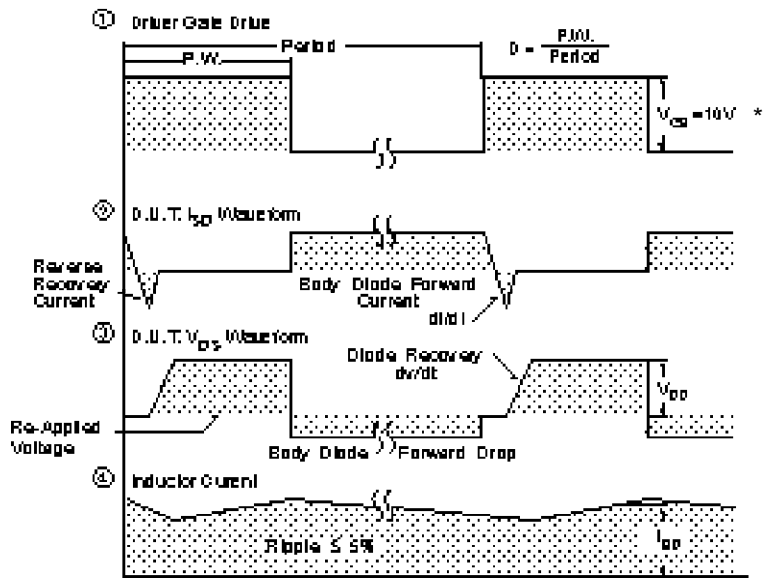 ① Driver Gate Drive
Period
P.W.
D = P.W. / Period
V_GS = 10V *
② D.U.T. I_SD Waveform
Reverse
Recovery
Current
Body Diode Forward
Current
di/dt
③ D.U.T. V_DS Waveform
Diode Recovery
dv/dt
V_DD
Re-Applied
Voltage
Body Diode Forward Drop
④ Inductor Curent
Ripple ≤ 5%
I_SD